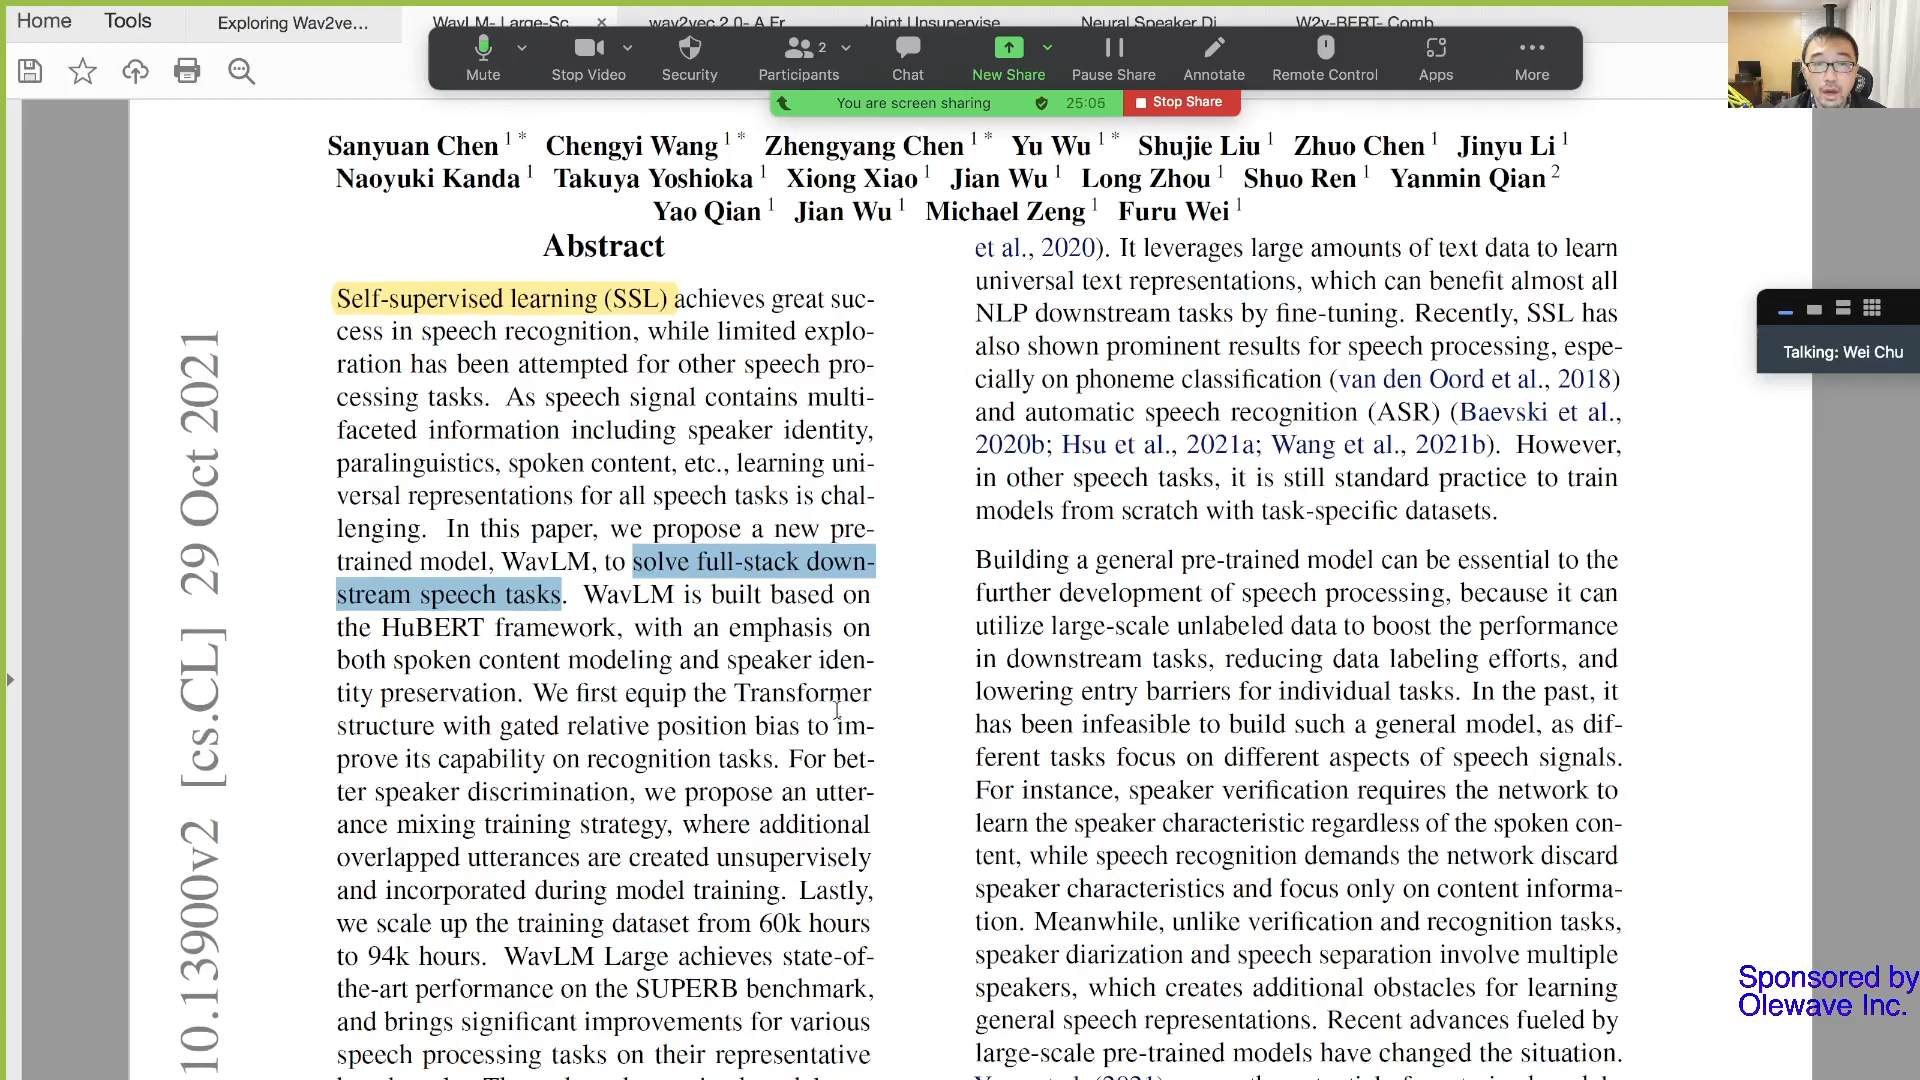 Home
Tools
Exploring Wav2ve...
WavLM- Large-Sc
wav2vec 2.0- A Fr
Joint Unsupervise
Neural Speaker Di
W2v-BERT- Comb
Mute
Stop Video
Security
2
Participants
Chat
New Share
Pause Share
Annotate
Remote Control
Apps
More
You are screen sharing
25:05
Stop Share
Sanyuan Chen 1 * Chengyi Wang 1 * Zhengyang Chen 1 * Yu Wu 1 * Shujie Liu 1 Zhuo Chen 1 Jinyu Li 1
Naoyuki Kanda 1 Takuya Yoshioka 1 Xiong Xiao 1 Jian Wu 1 Long Zhou 1 Shuo Ren 1 Yanmin Qian 2
Yao Qian 1 Jian Wu 1 Michael Zeng 1 Furu Wei 1
Abstract
Self-supervised learning (SSL) achieves great suc-
cess in speech recognition, while limited explo-
ration has been attempted for other speech pro-
cessing tasks. As speech signal contains multi-
faceted information including speaker identity,
paralinguistics, spoken content, etc., learning uni-
versal representations for all speech tasks is chal-
lenging. In this paper, we propose a new pre-
trained model, WavLM, to solve full-stack down-
stream speech tasks. WavLM is built based on
the HuBERT framework, with an emphasis on
both spoken content modeling and speaker iden-
tity preservation. We first equip the Transformer
structure with gated relative position bias to im-
prove its capability on recognition tasks. For bet-
ter speaker discrimination, we propose an utter-
ance mixing training strategy, where additional
overlapped utterances are created unsupervisely
and incorporated during model training. Lastly,
we scale up the training dataset from 60k hours
to 94k hours. WavLM Large achieves state-of-
the-art performance on the SUPERB benchmark,
and brings significant improvements for various
speech processing tasks on their representative
et al., 2020). It leverages large amounts of text data to learn
universal text representations, which can benefit almost all
NLP downstream tasks by fine-tuning. Recently, SSL has
also shown prominent results for speech processing, espe-
cially on phoneme classification (van den Oord et al., 2018)
and automatic speech recognition (ASR) (Baevski et al.,
2020b; Hsu et al., 2021a; Wang et al., 2021b). However,
in other speech tasks, it is still standard practice to train
models from scratch with task-specific datasets.
Building a general pre-trained model can be essential to the
further development of speech processing, because it can
utilize large-scale unlabeled data to boost the performance
in downstream tasks, reducing data labeling efforts, and
lowering entry barriers for individual tasks. In the past, it
has been infeasible to build such a general model, as dif-
ferent tasks focus on different aspects of speech signals.
For instance, speaker verification requires the network to
learn the speaker characteristic regardless of the spoken con-
tent, while speech recognition demands the network discard
speaker characteristics and focus only on content informa-
tion. Meanwhile, unlike verification and recognition tasks,
speaker diarization and speech separation involve multiple
speakers, which creates additional obstacles for learning
general speech representations. Recent advances fueled by
large-scale pre-trained models have changed the situation.
10.13900v2 [cs.CL] 29 Oct 2021
Talking: Wei Chu
Sponsored by
Olewave Inc.